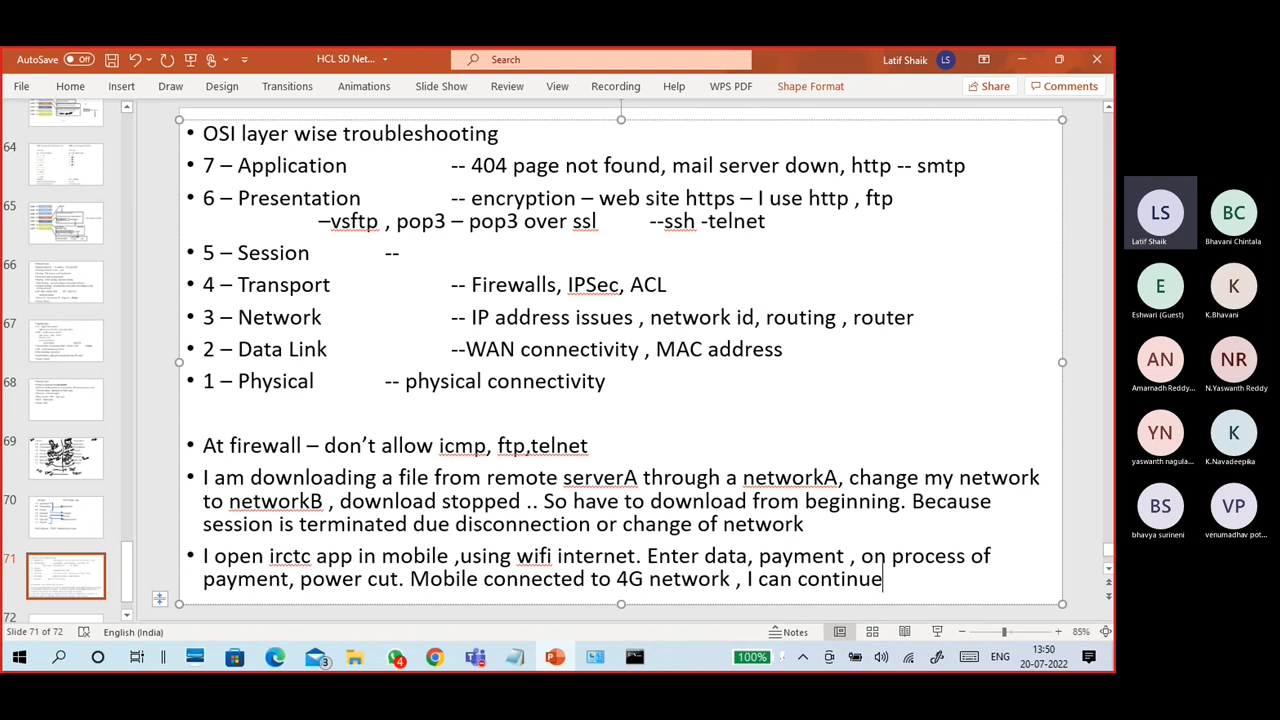 AutoSave Off HCL SD Net... Search Latif Shaik LS
File Home Insert Draw Design Transitions Animations Slide Show Review View Recording Help WPS PDF Shape Format Share Comments
64
65
66
67
68
69
70
71
72
• OSI layer wise troubleshooting
• 7 – Application -- 404 page not found, mail server down, http -- smtp
• 6 – Presentation -- encryption – web site https – I use http , ftp
–vsftp , pop3 – pop3 over ssl --ssh -telnet
• 5 – Session --
• 4 – Transport -- Firewalls, IPSec, ACL
• 3 – Network -- IP address issues , network id, routing , router
• 2 – Data Link --WAN connectivity , MAC address
• 1 – Physical -- physical connectivity
• At firewall – don't allow icmp, ftp,telnet
• I am downloading a file from remote serverA through a networkA, change my network
to networkB , download stopped... So have to download from beginning. Because
session is terminated due disconnection or change of network
• I open irctc app in mobile ,using wifi internet. Enter data, payment , on process of
payment, power cut. Mobile connected to 4G network , I can continue
Slide 71 of 72 English (India) Notes 85%
3 4 100% ENG 13:50
20-07-2022
LS BC
Latif Shaik Bhavani Chintala
E K
Eshwari (Guest) K.Bhavani
AN NR
Amarnadh Reddy... N.Yaswanth Reddy
YN K
yaswanth nagula... K.Navadeepika
BS VP
bhavya surineni venumadhav pot...